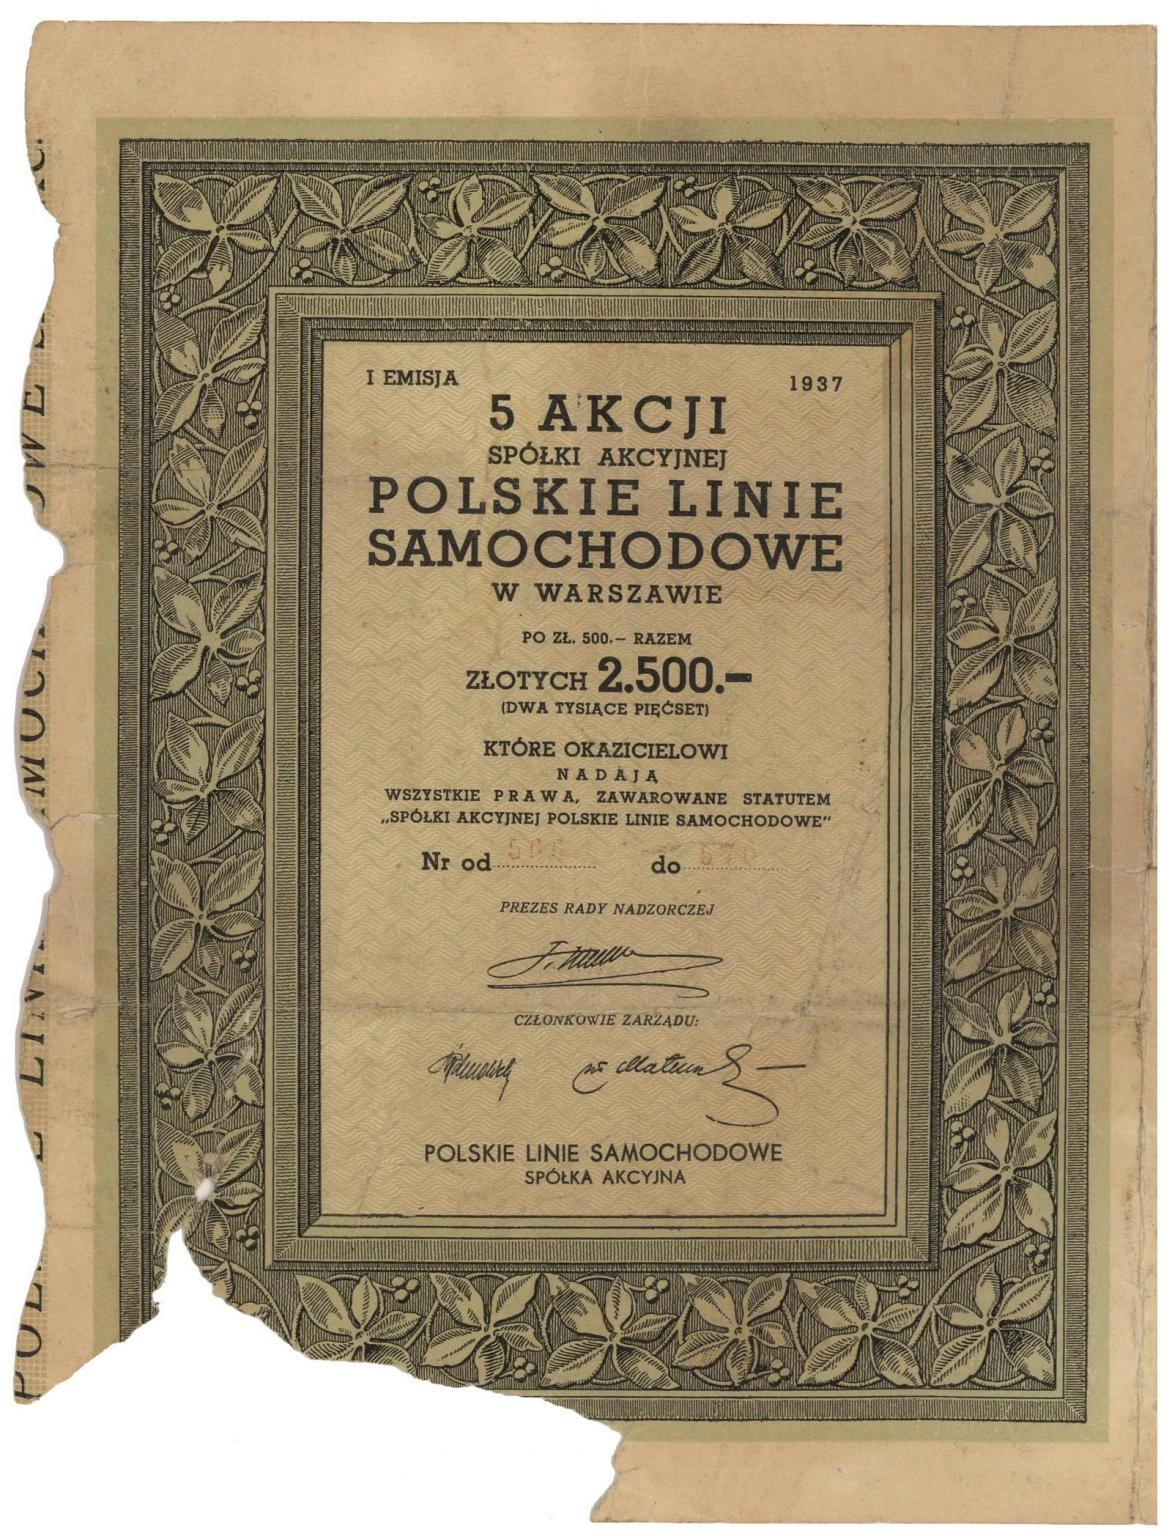 I EMISJA 1937
5 AKCJI
SPÓŁKI AKCYJNEJ
POLSKIE LINIE
SAMOCHODOWE
W WARSZAWIE
PO ZŁ. 500.– RAZEM
ZŁOTYCH 2.500.–
(DWA TYSIĄCE PIĘĆSET)
KTÓRE OKAZICIELOWI
NADAJĄ
WSZYSTKIE PRAWA, ZAWAROWANE STATUTEM
„SPÓŁKI AKCYJNEJ POLSKIE LINIE SAMOCHODOWE"
Nr od 566 do 570
PREZES RADY NADZORCZEJ
CZŁONKOWIE ZARZĄDU:
POLSKIE LINIE SAMOCHODOWE
SPÓŁKA AKCYJNA